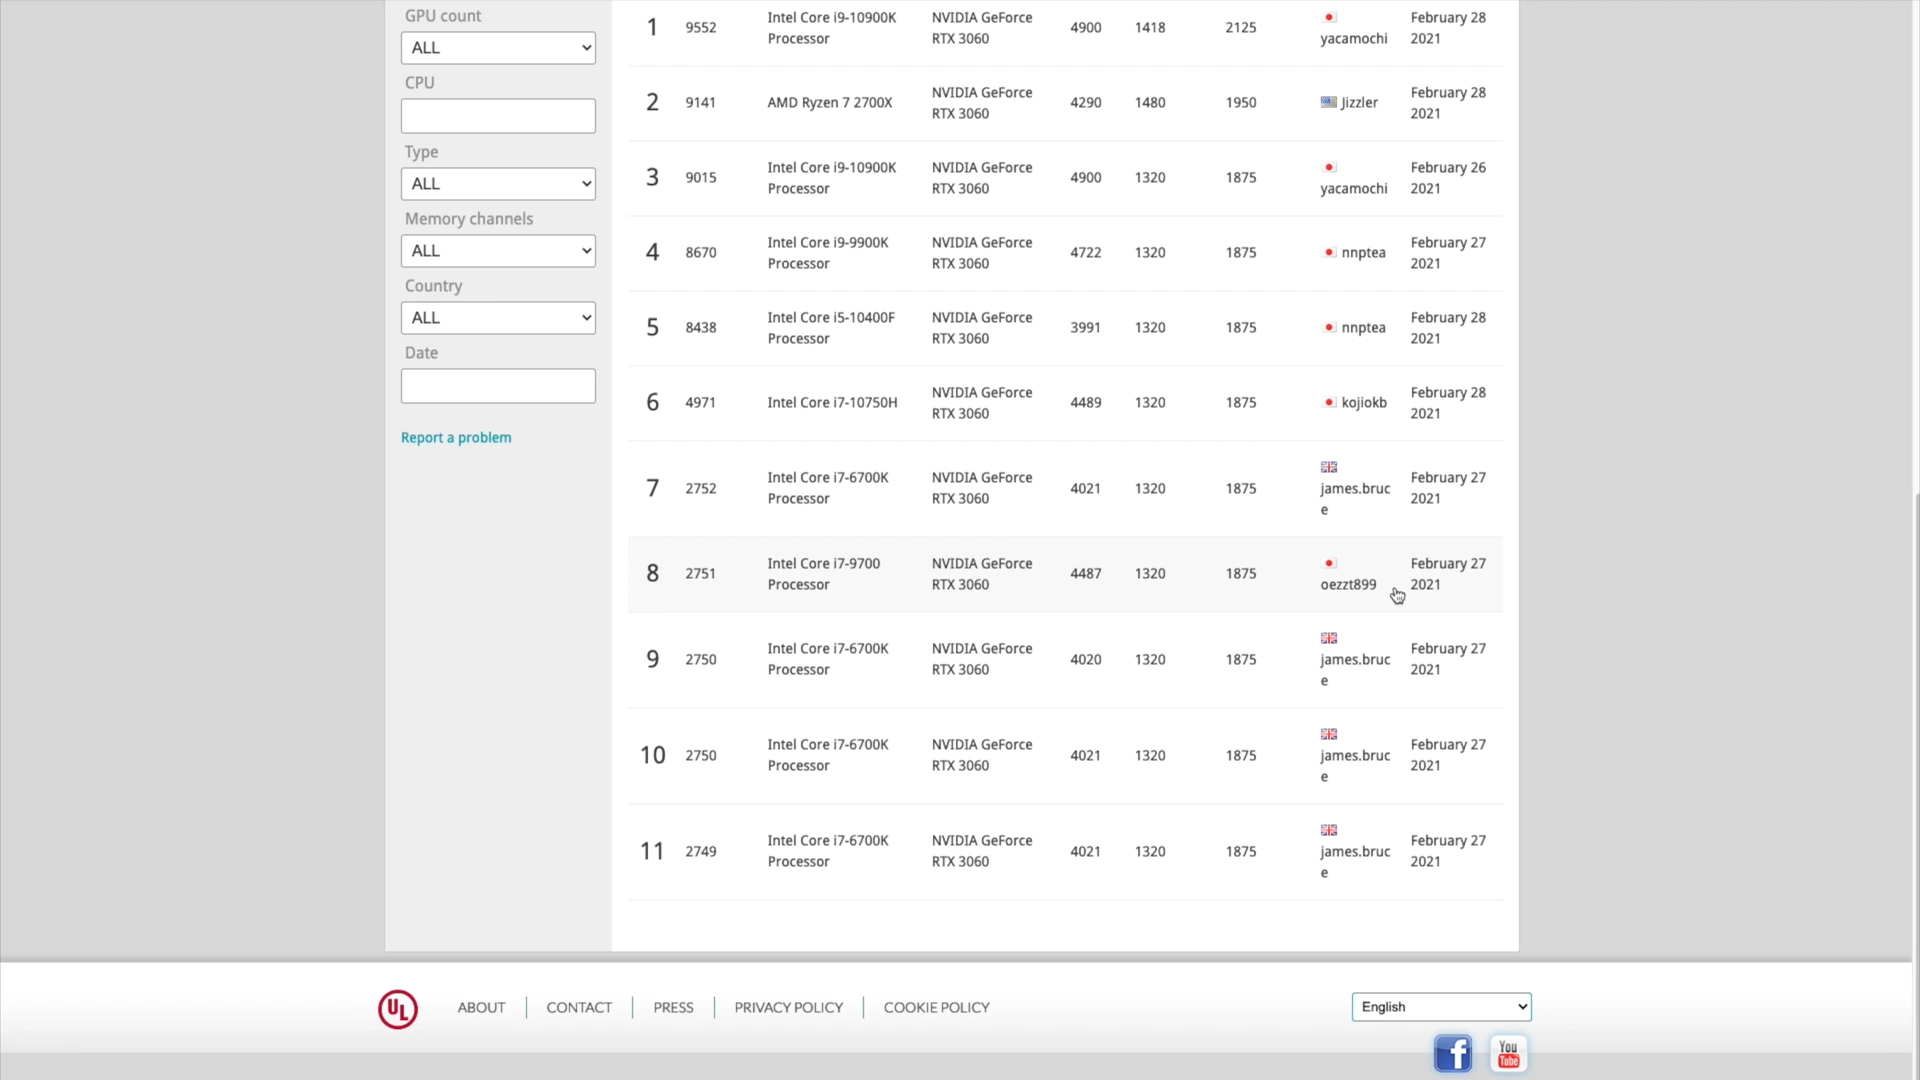 GPU count
ALL
CPU
Type
ALL
Memory channels
ALL
Country
ALL
Date
Report a problem
1 9552 Intel Core i9-10900K Processor NVIDIA GeForce RTX 3060 4900 1418 2125 yacamochi February 28 2021
2 9141 AMD Ryzen 7 2700X NVIDIA GeForce RTX 3060 4290 1480 1950 Jizzler February 28 2021
3 9015 Intel Core i9-10900K Processor NVIDIA GeForce RTX 3060 4900 1320 1875 yacamochi February 26 2021
4 8670 Intel Core i9-9900K Processor NVIDIA GeForce RTX 3060 4722 1320 1875 nnptea February 27 2021
5 8438 Intel Core i5-10400F Processor NVIDIA GeForce RTX 3060 3991 1320 1875 nnptea February 28 2021
6 4971 Intel Core i7-10750H NVIDIA GeForce RTX 3060 4489 1320 1875 kojiokb February 28 2021
7 2752 Intel Core i7-6700K Processor NVIDIA GeForce RTX 3060 4021 1320 1875 james.bruce February 27 2021
8 2751 Intel Core i7-9700 Processor NVIDIA GeForce RTX 3060 4487 1320 1875 oezzt899 February 27 2021
9 2750 Intel Core i7-6700K Processor NVIDIA GeForce RTX 3060 4020 1320 1875 james.bruce February 27 2021
10 2750 Intel Core i7-6700K Processor NVIDIA GeForce RTX 3060 4021 1320 1875 james.bruce February 27 2021
11 2749 Intel Core i7-6700K Processor NVIDIA GeForce RTX 3060 4021 1320 1875 james.bruce February 27 2021
UL ABOUT CONTACT PRESS PRIVACY POLICY COOKIE POLICY English
f You Tube